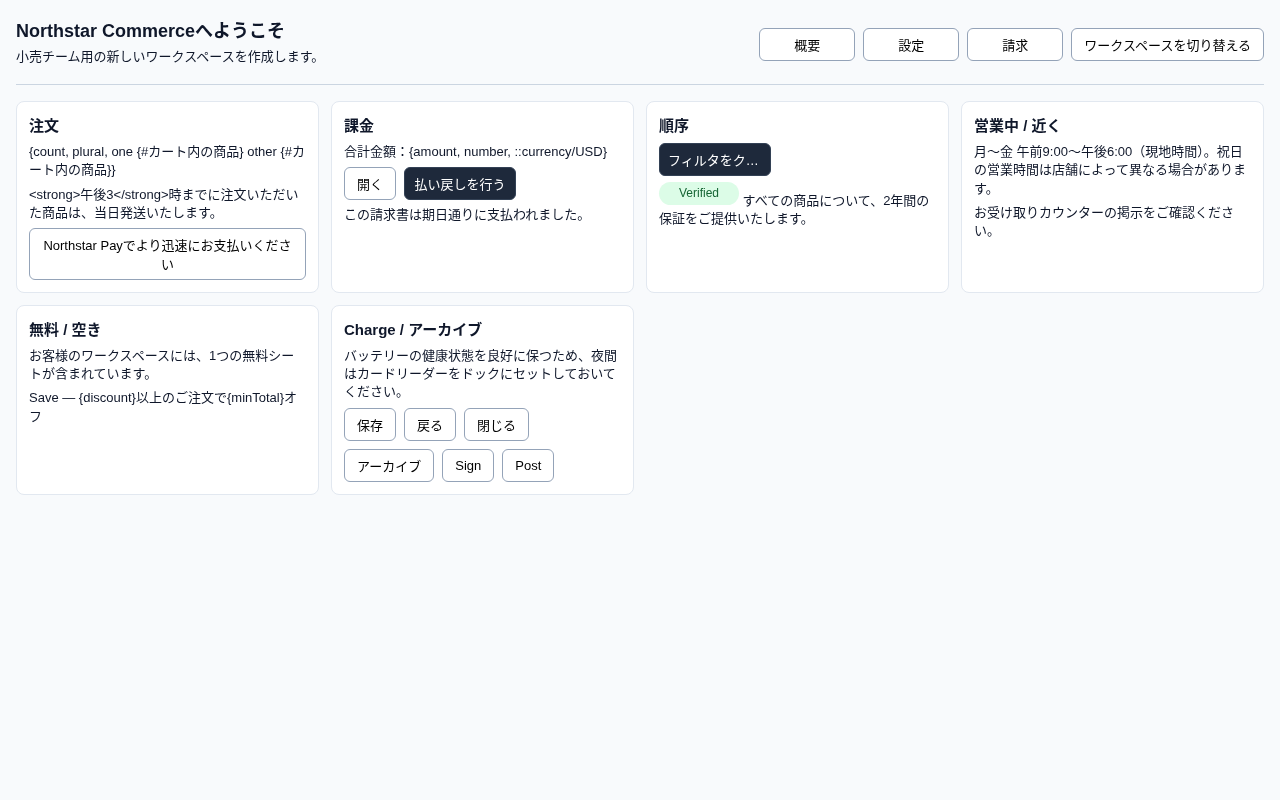 Northstar Commerceへようこそ
小売チーム用の新しいワークスペースを作成します。
概要
設定
請求
ワークスペースを切り替える
注文
{count, plural, one {#カート内の商品} other {#カ
ート内の商品}}
<strong>午後3</strong>時までに注文いただい
た商品は、当日発送いたします。
Northstar Payでより迅速にお支払いくださ
い
課金
合計金額：{amount, number, ::currency/USD}
開く
払い戻しを行う
この請求書は期日通りに支払われました。
順序
フィルタをク…
Verified すべての商品について、2年間の
保証をご提供いたします。
営業中 / 近く
月～金 午前9:00～午後6:00（現地時間）。祝日
の営業時間は店舗によって異なる場合がありま
す。
お受け取りカウンターの掲示をご確認くださ
い。
無料 / 空き
お客様のワークスペースには、1つの無料シー
トが含まれています。
Save — {discount}以上のご注文で{minTotal}オ
フ
Charge / アーカイブ
バッテリーの健康状態を良好に保つため、夜間
はカードリーダーをドックにセットしておいて
ください。
保存
戻る
閉じる
アーカイブ
Sign
Post